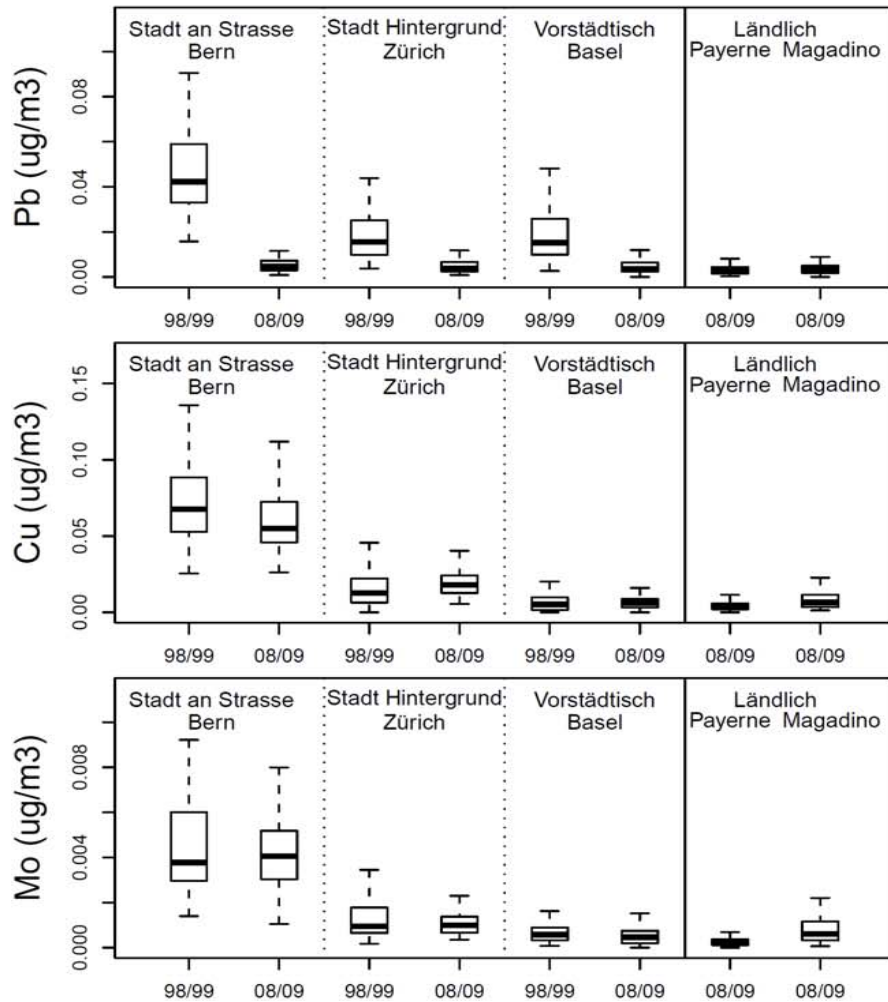 Stadt an Strasse Stadt Hintergrund Vorstädtisch Ländlich
Bern Zürich Basel Payerne Magadino
Pb (ug/m3)
0.08
0.04
0.00
98/99 08/09 98/99 08/09 98/99 08/09 08/09 08/09
Stadt an Strasse Stadt Hintergrund Vorstädtisch Ländlich
Bern Zürich Basel Payerne Magadino
Cu (ug/m3)
0.15
0.10
0.05
0.00
98/99 08/09 98/99 08/09 98/99 08/09 08/09 08/09
Stadt an Strasse Stadt Hintergrund Vorstädtisch Ländlich
Bern Zürich Basel Payerne Magadino
Mo (ug/m3)
0.008
0.004
0.000
98/99 08/09 98/99 08/09 98/99 08/09 08/09 08/09